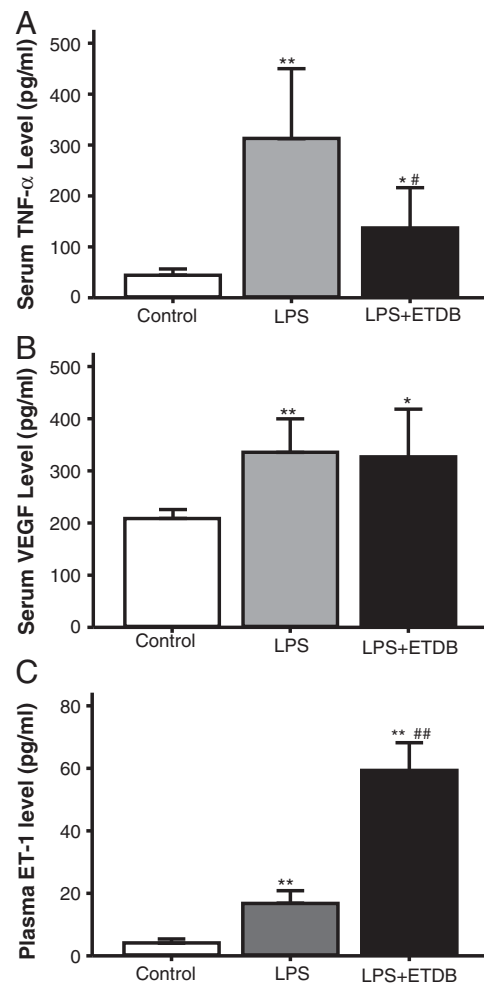 A
Serum TNF-α Level (pg/ml)
500
400
300
200
100
0
**
* #
Control LPS LPS+ETDB
B
Serum VEGF Level (pg/ml)
500
400
300
200
100
0
**
*
Control LPS LPS+ETDB
C
Plasma ET-1 level (pg/ml)
80
60
40
20
0
**
** ##
Control LPS LPS+ETDB